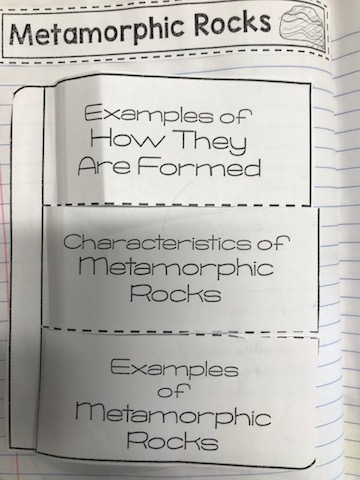 Metamorphic Rocks
Examples of
How They
Are Formed
Characteristics of
Metamorphic
Rocks
Examples
of
Metamorphic
Rocks